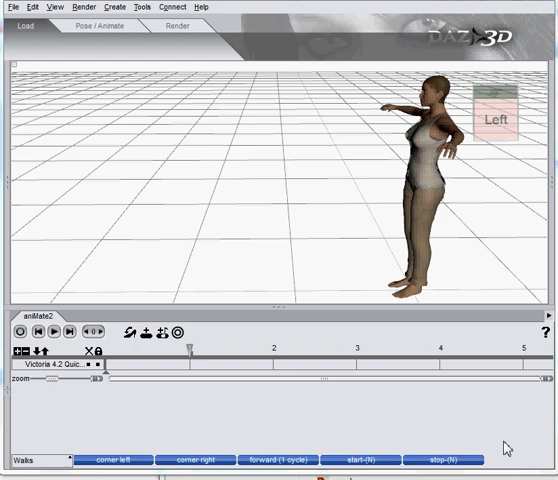 File Edit View Render Create Tools Connect Help
Load Pose / Animate Render
DAZ 3D
Left
aniMate2
0
?
2 3 4 5
Victoria 4.2 Quic...
zoom
Walks corner left corner right forward (1 cycle) start-(N) stop-(N)